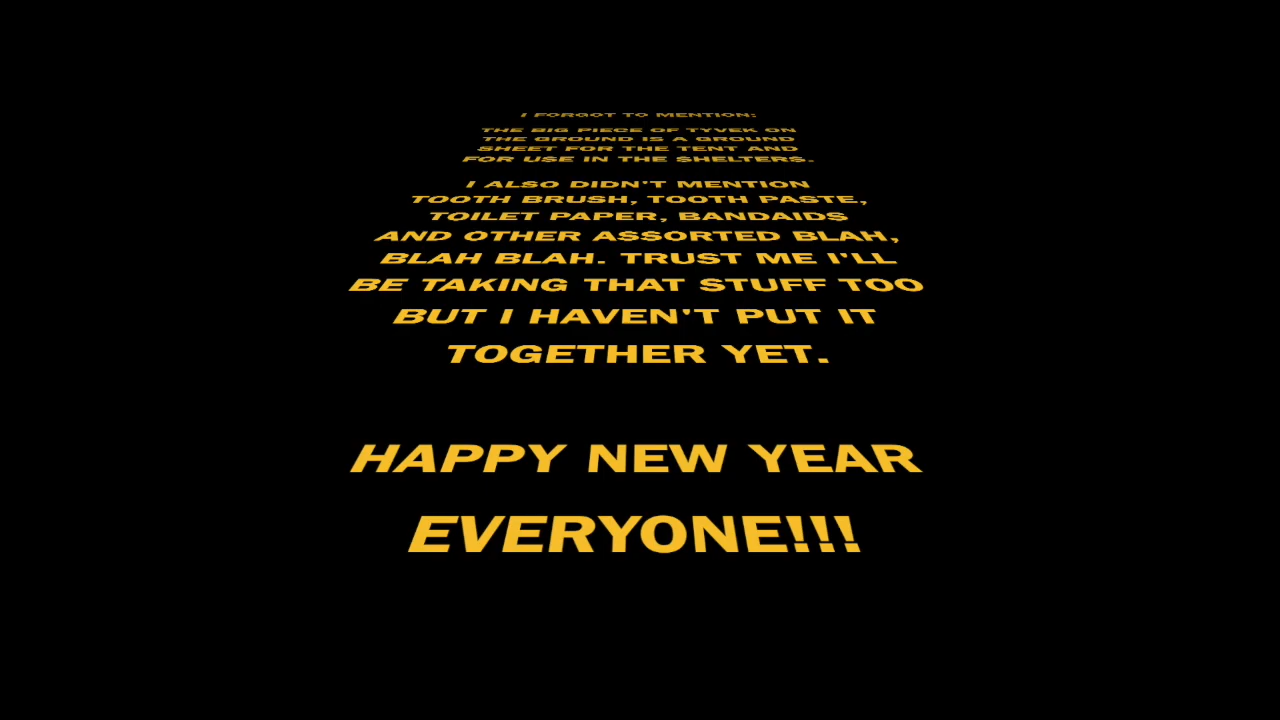 I FORGOT TO MENTION:
THE BIG PIECE OF TYVEK ON
THE GROUND IS A GROUND
SHEET FOR THE TENT AND
FOR USE IN THE SHELTERS.
I ALSO DIDN'T MENTION
TOOTH BRUSH, TOOTH PASTE,
TOILET PAPER, BANDAIDS
AND OTHER ASSORTED BLAH,
BLAH BLAH. TRUST ME I'LL
BE TAKING THAT STUFF TOO
BUT I HAVEN'T PUT IT
TOGETHER YET.
HAPPY NEW YEAR
EVERYONE!!!